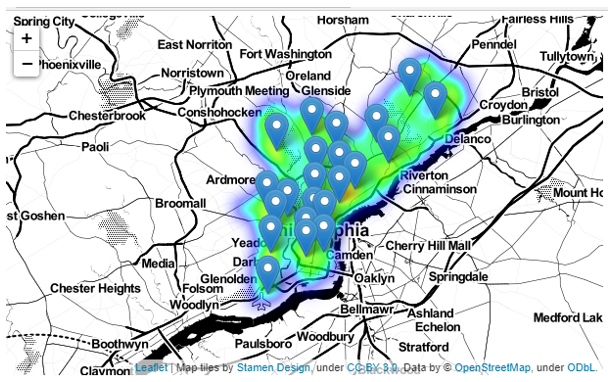 Spring City
Horsham
Fairless Hills
+
East Norriton
Penndel
Fort Washington
Tullytown
−
Phoenixville
Norristown
Oreland
Plymouth Meeting
Glenside
Bristol
Croydon
Chesterbrook
Conshohocken
Burlington
Paoli
Delanco
Ardmore
Riverton
Cinnaminson
Mount Ho
Broomall
st Goshen
Yeado
Cherry Hill Mall
Media
Darb
Camden
Glenolden
Oaklyn
Springdale
Chester Heights
Folsom
Woodlyn
Bellmawr
Ashland
Medford Lak
Echelon
Boothwyn
Paulsboro
Woodbury
Stratford
Claymon
Leaflet | Map tiles by Stamen Design, under CC BY 3.0. Data by © OpenStreetMap, under ODbL.